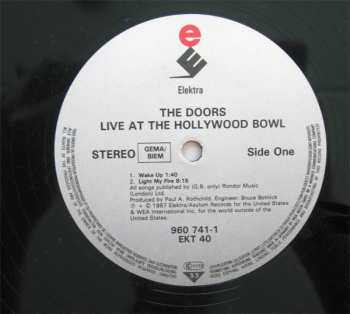 e
Elektra
THE DOORS
LIVE AT THE HOLLYWOOD BOWL
STEREO GEMA/ BIEM Side One
1. Wake Up 1:40
2. Light My Fire 8:15
All songs published by (G.B. only) Rondor Music
(London) Ltd.
Produced by Paul A. Rothchild. Engineer: Bruce Botnick
℗ © 1987 Elektra/Asylum Records for the United States
& WEA International Inc. for the world outside of the
United States.
960 741-1
EKT 40